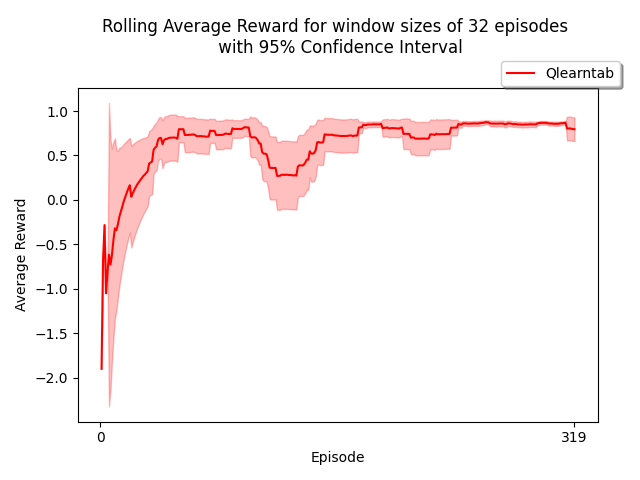 Rolling Average Reward for window sizes of 32 episodes
with 95% Confidence Interval
Qlearntab
1.0
0.5
0.0
−0.5
−1.0
−1.5
−2.0
Average Reward
0
319
Episode